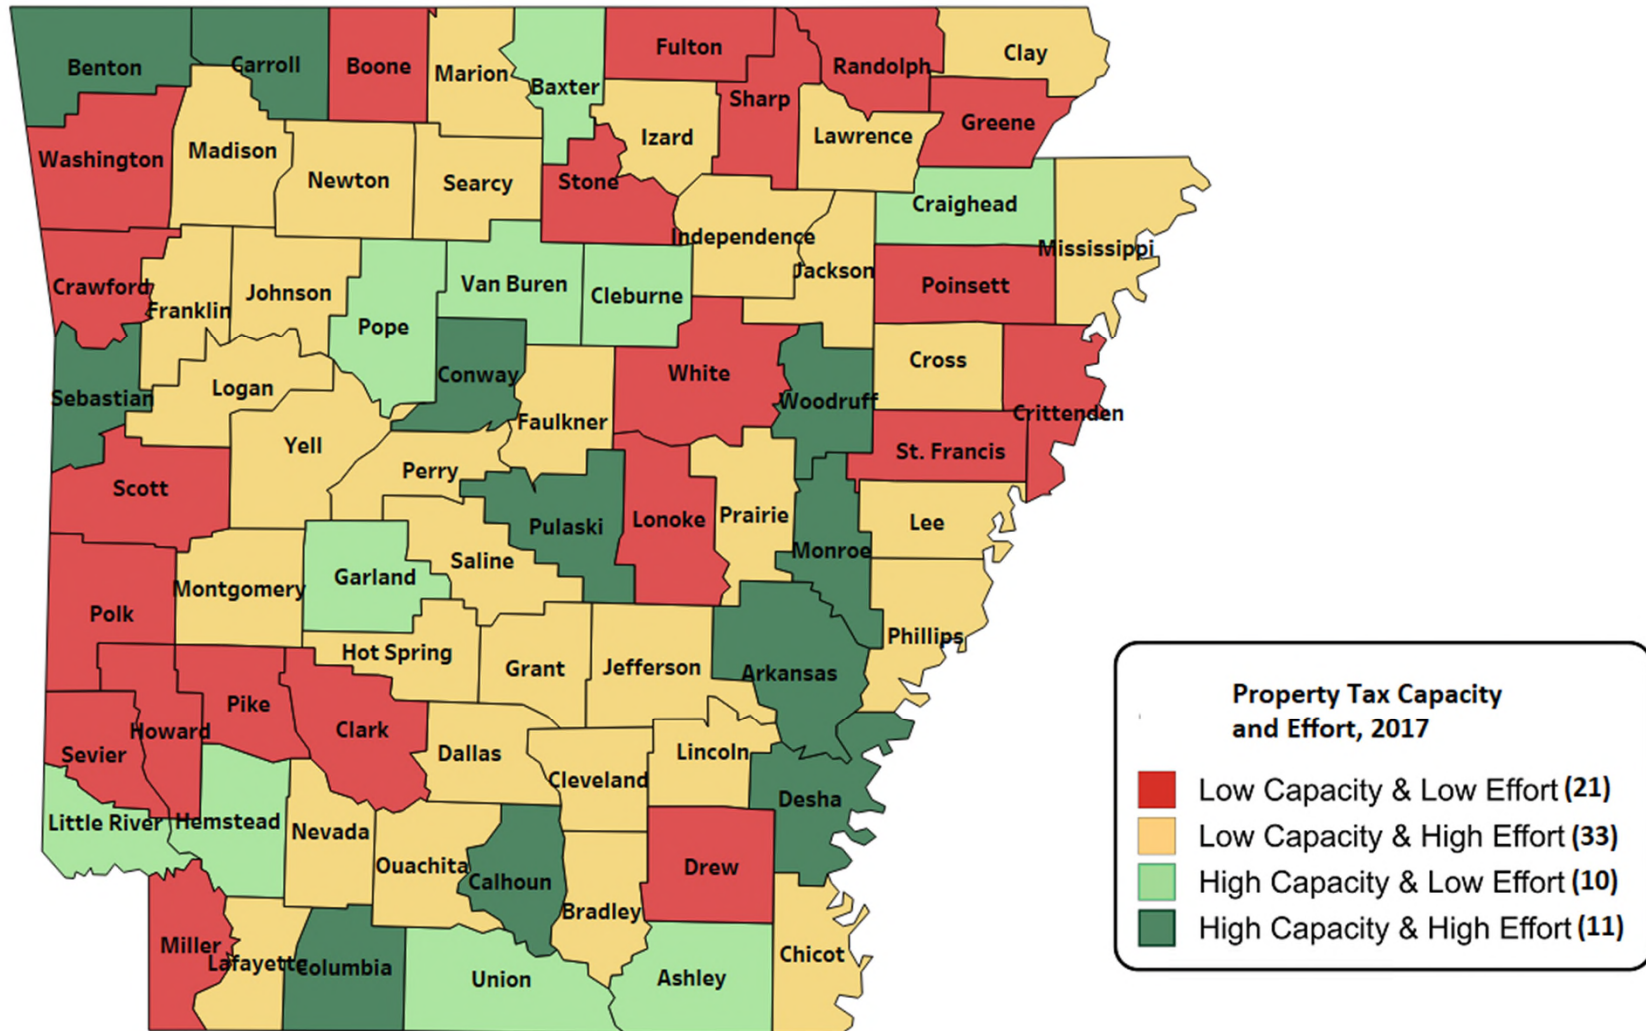 Benton
Carroll
Boone
Marion
Baxter
Fulton
Sharp
Randolph
Clay
Greene
Washington
Madison
Newton
Searcy
Stone
Izard
Lawrence
Craighead
Mississippi
Independence
Jackson
Poinsett
Crawford
Franklin
Johnson
Pope
Van Buren
Cleburne
White
Woodruff
Cross
Crittenden
Sebastian
Logan
Conway
Faulkner
St. Francis
Yell
Perry
Scott
Pulaski
Lonoke
Prairie
Monroe
Lee
Saline
Garland
Montgomery
Polk
Phillips
Hot Spring
Grant
Jefferson
Arkansas
Pike
Howard
Sevier
Clark
Dallas
Cleveland
Lincoln
Desha
Little River
Hemstead
Nevada
Ouachita
Calhoun
Bradley
Drew
Miller
Lafayette
Columbia
Union
Ashley
Chicot
Property Tax Capacity
and Effort, 2017
Low Capacity & Low Effort (21)
Low Capacity & High Effort (33)
High Capacity & Low Effort (10)
High Capacity & High Effort (11)